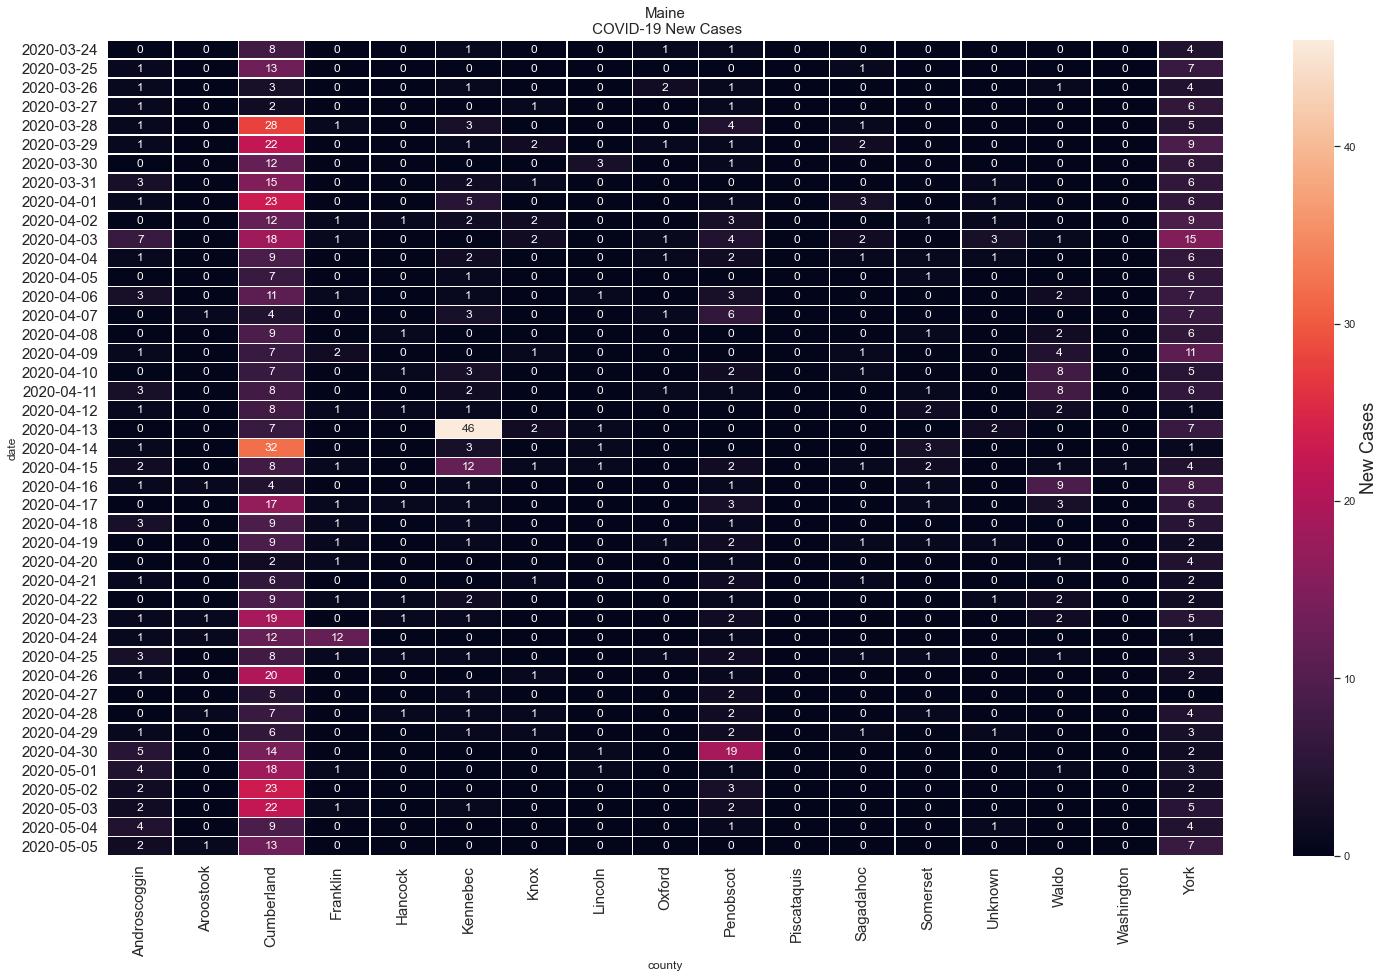 Maine
COVID-19 New Cases
2020-03-24 0 0 8 0 0 1 0 0 1 1 0 0 0 0 0 0 4
2020-03-25 1 0 13 0 0 0 0 0 0 0 0 1 0 0 0 0 7
2020-03-26 1 0 3 0 0 1 0 0 2 1 0 0 0 0 1 0 4
2020-03-27 1 0 2 0 0 0 1 0 0 1 0 0 0 0 0 0 6
2020-03-28 1 0 28 1 0 3 0 0 0 4 0 1 0 0 0 0 5
2020-03-29 1 0 22 0 0 1 2 0 1 1 0 2 0 0 0 0 9
2020-03-30 0 0 12 0 0 0 0 3 0 1 0 0 0 0 0 0 6
2020-03-31 3 0 15 0 0 2 1 0 0 0 0 0 0 1 0 0 6
2020-04-01 1 0 23 0 0 5 0 0 0 1 0 3 0 1 0 0 6
2020-04-02 0 0 12 1 1 2 2 0 0 3 0 0 1 1 0 0 9
2020-04-03 7 0 18 1 0 0 2 0 1 4 0 2 0 3 1 0 15
2020-04-04 1 0 9 0 0 2 0 0 1 2 0 1 1 1 0 0 6
2020-04-05 0 0 7 0 0 1 0 0 0 0 0 0 1 0 0 0 6
2020-04-06 3 0 11 1 0 1 0 1 0 3 0 0 0 0 2 0 7
2020-04-07 0 1 4 0 0 3 0 0 1 6 0 0 0 0 0 0 7
2020-04-08 0 0 9 0 1 0 0 0 0 0 0 0 1 0 2 0 6
2020-04-09 1 0 7 2 0 0 1 0 0 0 0 1 0 0 4 0 11
2020-04-10 0 0 7 0 1 3 0 0 0 2 0 1 0 0 8 0 5
2020-04-11 3 0 8 0 0 2 0 0 1 1 0 0 1 0 8 0 6
2020-04-12 1 0 8 1 1 1 0 0 0 0 0 0 2 0 2 0 1
2020-04-13 0 0 7 0 0 46 2 1 0 0 0 0 0 2 0 0 7
2020-04-14 1 0 32 0 0 3 0 1 0 0 0 0 3 0 0 0 1
2020-04-15 2 0 8 1 0 12 1 1 0 2 0 1 2 0 1 1 4
2020-04-16 1 1 4 0 0 1 0 0 0 1 0 0 1 0 9 0 8
2020-04-17 0 0 17 1 1 1 0 0 0 3 0 0 1 0 3 0 6
2020-04-18 3 0 9 1 0 1 0 0 0 1 0 0 0 0 0 0 5
2020-04-19 0 0 9 1 0 1 0 0 1 2 0 1 1 1 0 0 2
2020-04-20 0 0 2 1 0 0 0 0 0 1 0 0 0 0 1 0 4
2020-04-21 1 0 6 0 0 0 1 0 0 2 0 1 0 0 0 0 2
2020-04-22 0 0 9 1 1 2 0 0 0 1 0 0 0 1 2 0 2
2020-04-23 1 1 19 0 1 1 0 0 0 2 0 0 0 0 2 0 5
2020-04-24 1 1 12 12 0 0 0 0 0 1 0 0 0 0 0 0 1
2020-04-25 3 0 8 1 1 1 0 0 1 2 0 1 1 0 1 0 3
2020-04-26 1 0 20 0 0 0 1 0 0 1 0 0 0 0 0 0 2
2020-04-27 0 0 5 0 0 1 0 0 0 2 0 0 0 0 0 0 0
2020-04-28 0 1 7 0 1 1 1 0 0 2 0 0 1 0 0 0 4
2020-04-29 1 0 6 0 0 1 1 0 0 2 0 1 0 1 0 0 3
2020-04-30 5 0 14 0 0 0 0 1 0 19 0 0 0 0 0 0 2
2020-05-01 4 0 18 1 0 0 0 1 0 1 0 0 0 0 1 0 3
2020-05-02 2 0 23 0 0 0 0 0 0 3 0 0 0 0 0 0 2
2020-05-03 2 0 22 1 0 1 0 0 0 2 0 0 0 0 0 0 5
2020-05-04 4 0 9 0 0 0 0 0 0 1 0 0 0 1 0 0 4
2020-05-05 2 1 13 0 0 0 0 0 0 0 0 0 0 0 0 0 7
date
Androscoggin
Aroostook
Cumberland
Franklin
Hancock
Kennebec
Knox
Lincoln
Oxford
Penobscot
Piscataquis
Sagadahoc
Somerset
Unknown
Waldo
Washington
York
county
40
30
20
10
0
New Cases